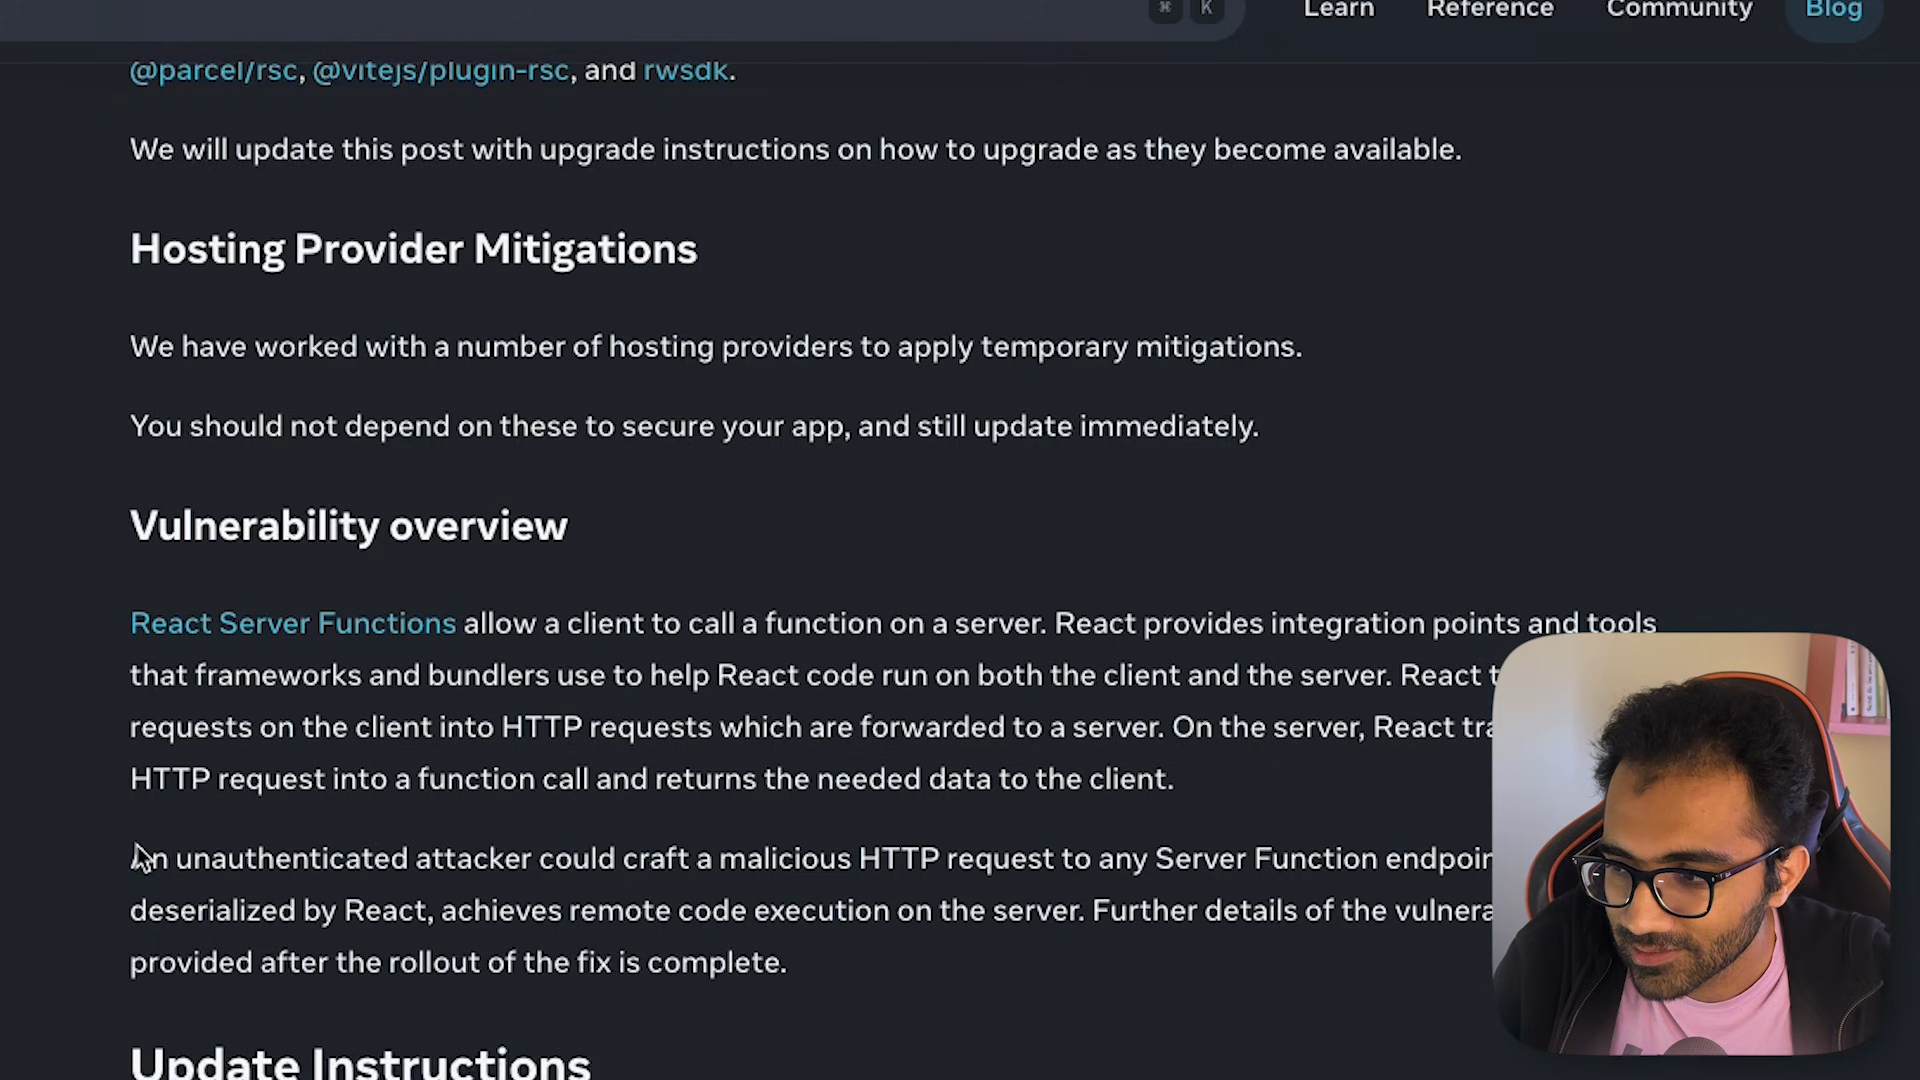 ⌘ K Learn Reference Community Blog
@parcel/rsc, @vitejs/plugin-rsc, and rwsdk.
We will update this post with upgrade instructions on how to upgrade as they become available.
Hosting Provider Mitigations
We have worked with a number of hosting providers to apply temporary mitigations.
You should not depend on these to secure your app, and still update immediately.
Vulnerability overview
React Server Functions allow a client to call a function on a server. React provides integration points and tools
that frameworks and bundlers use to help React code run on both the client and the server. React
requests on the client into HTTP requests which are forwarded to a server. On the server, React
HTTP request into a function call and returns the needed data to the client.
An unauthenticated attacker could craft a malicious HTTP request to any Server Function
deserialized by React, achieves remote code execution on the server. Further details of the
provided after the rollout of the fix is complete.
Update Instructions